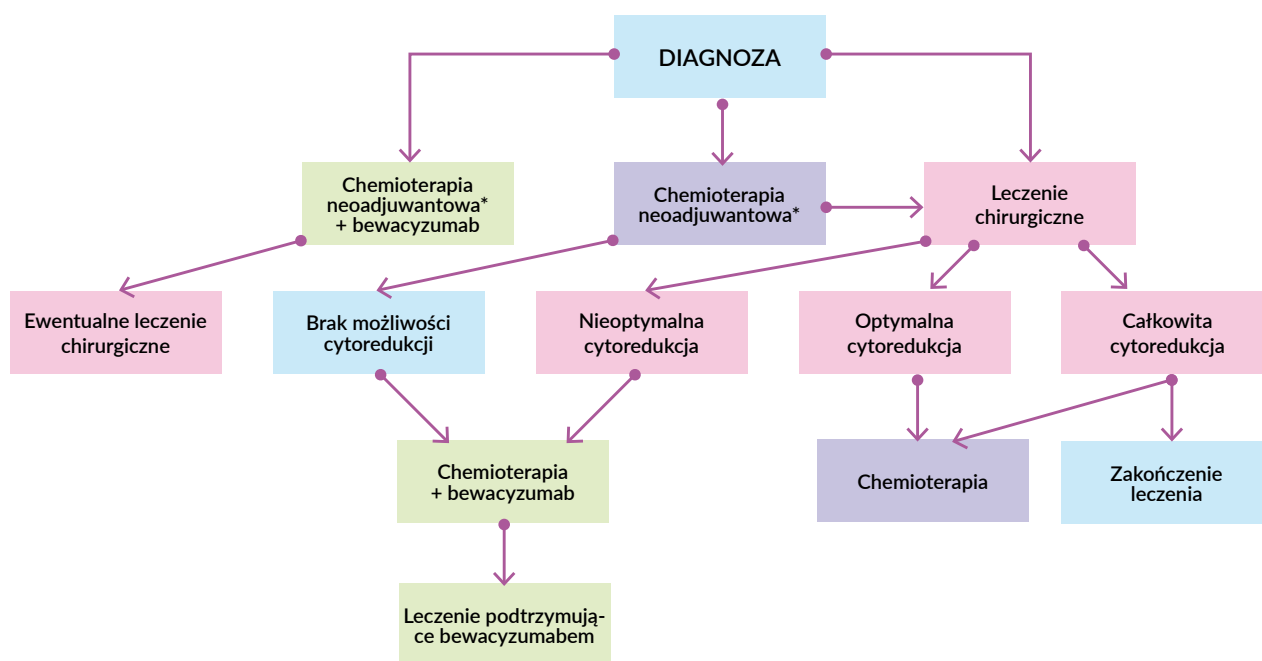 DIAGNOZA
Chemioterapia
neoadjuwantowa*
+ bewacyzumab
Chemioterapia
neoadjuwantowa*
Leczenie
chirurgiczne
Ewentualne leczenie
chirurgiczne
Brak możliwości
cytoredukcji
Nieoptymalna
cytoredukcja
Optymalna
cytoredukcja
Całkowita
cytoredukcja
Chemioterapia
+ bewacyzumab
Chemioterapia
Zakończenie
leczenia
Leczenie podtrzymują-
ce bewacyzumabem